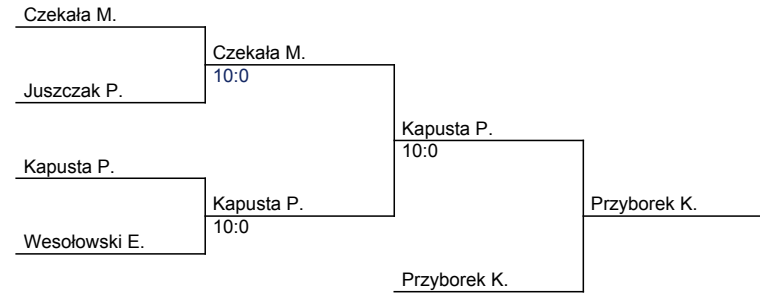 Czekała M.
Czekała M.
10:0
Juszczak P.
Kapusta P.
10:0
Kapusta P.
Kapusta P.
10:0
Przyborek K.
Wesołowski E.
Przyborek K.